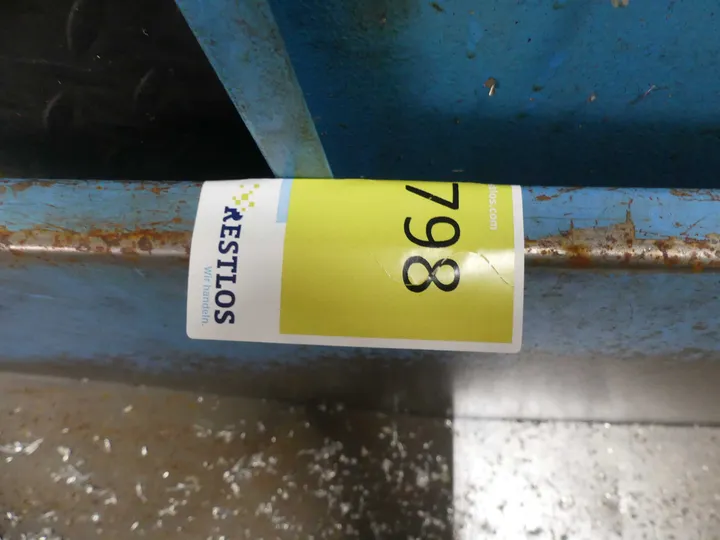 RESTLOS
Wir handeln.
798